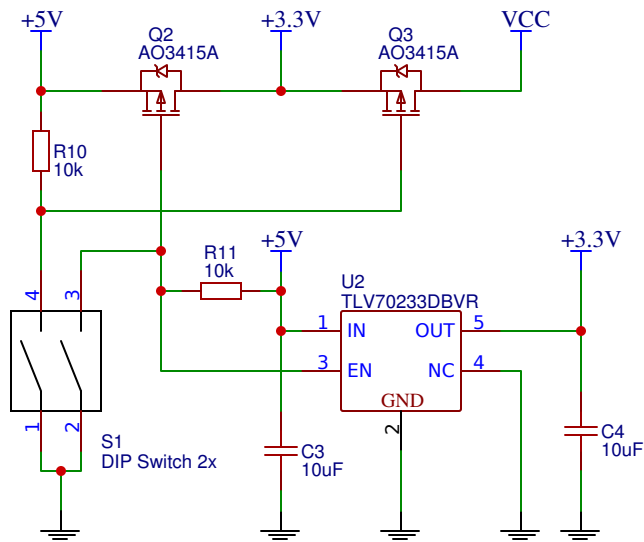 +5V
+3.3V
VCC
Q2
AO3415A
Q3
AO3415A
R10
10k
R11
10k
+5V
+3.3V
U2
TLV70233DBVR
4
3
1
IN
OUT
5
3
EN
NC
4
GND
2
1
2
S1
DIP Switch 2x
C3
10uF
C4
10uF